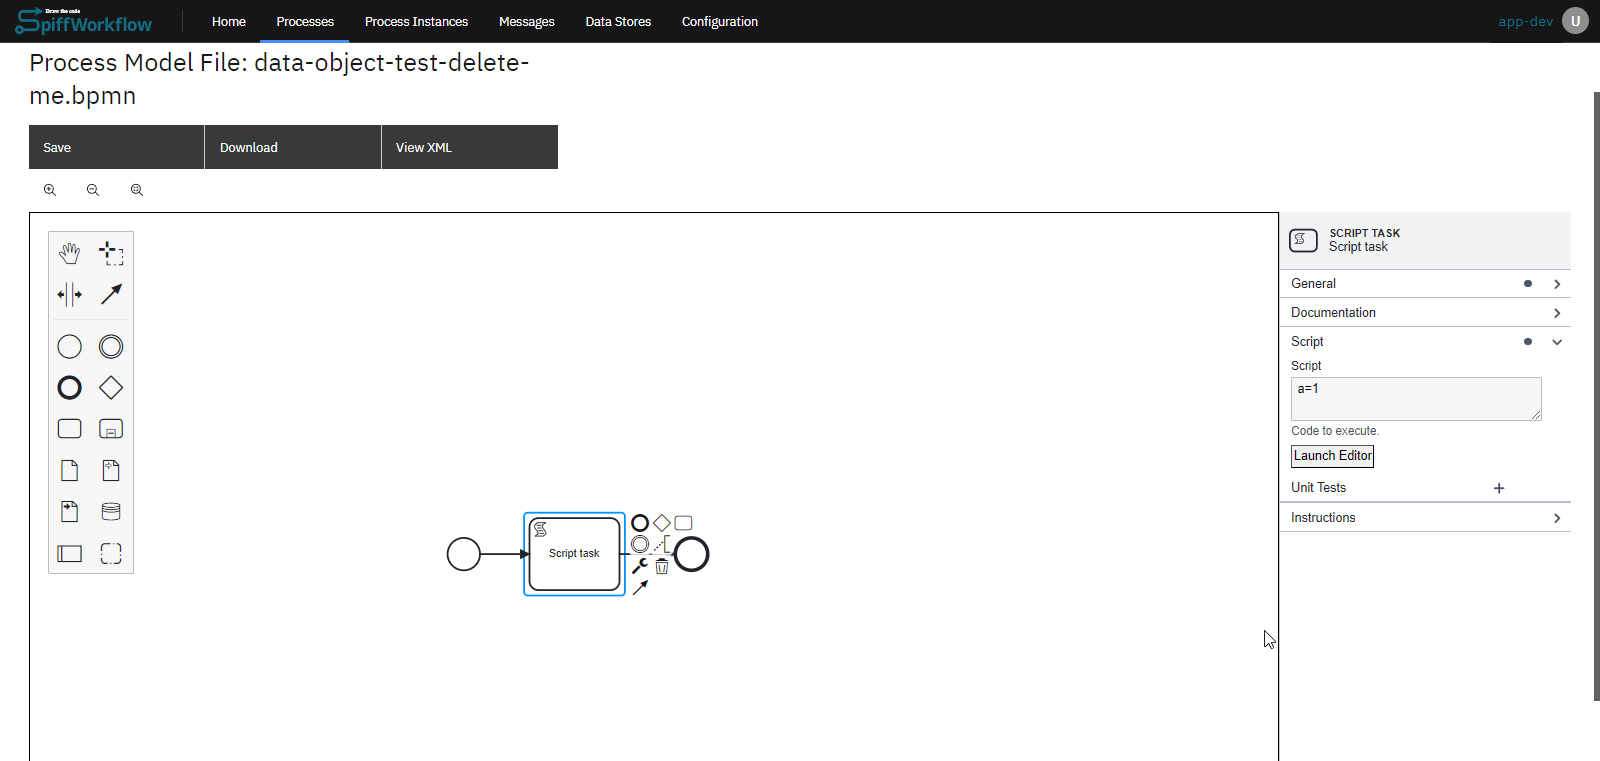 Draw the code
SpiffWorkflow
Home
Processes
Process Instances
Messages
Data Stores
Configuration
app-dev
U
Process Model File: data-object-test-delete-
me.bpmn
Save
Download
View XML
SCRIPT TASK
Script task
General
Documentation
Script
Script
a=1
Code to execute.
Launch Editor
Unit Tests
Instructions
Script task